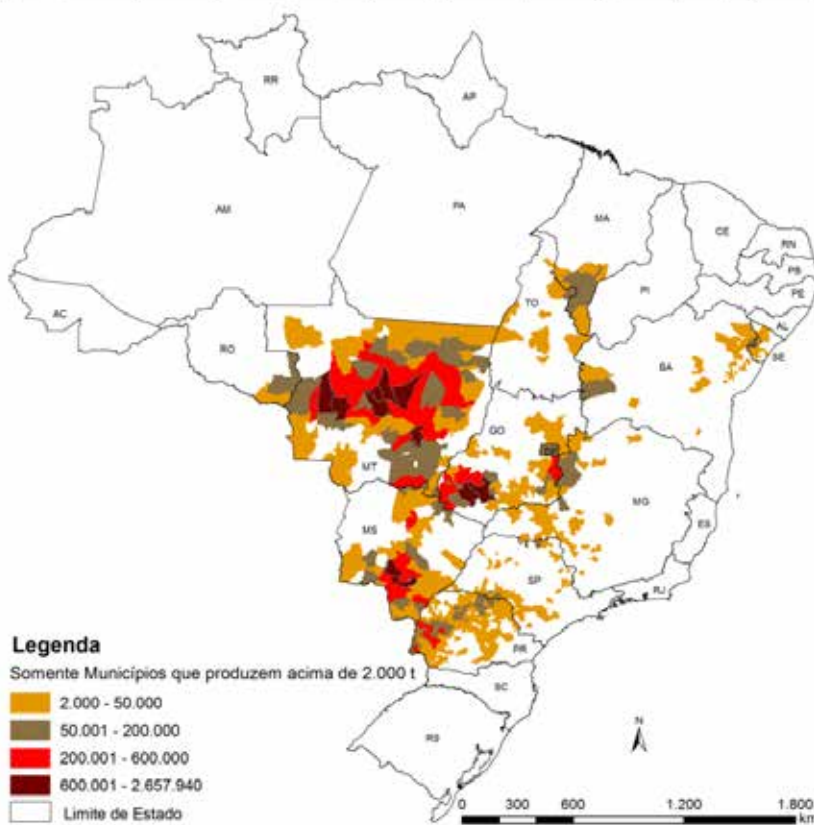 RR
AP
AM
PA
MA
CE
RN
PB
PE
PI
AL
SE
AC
TO
RO
BA
GO
DF
MT
MG
MS
ES
SP
RJ
PR
SC
RS
Legenda
Somente Municípios que produzem acima de 2.000 t
2.000 - 50.000
50.001 - 200.000
200.001 - 600.000
600.001 - 2.657.940
Limite de Estado
N
0 300 600 1.200 1.800
km